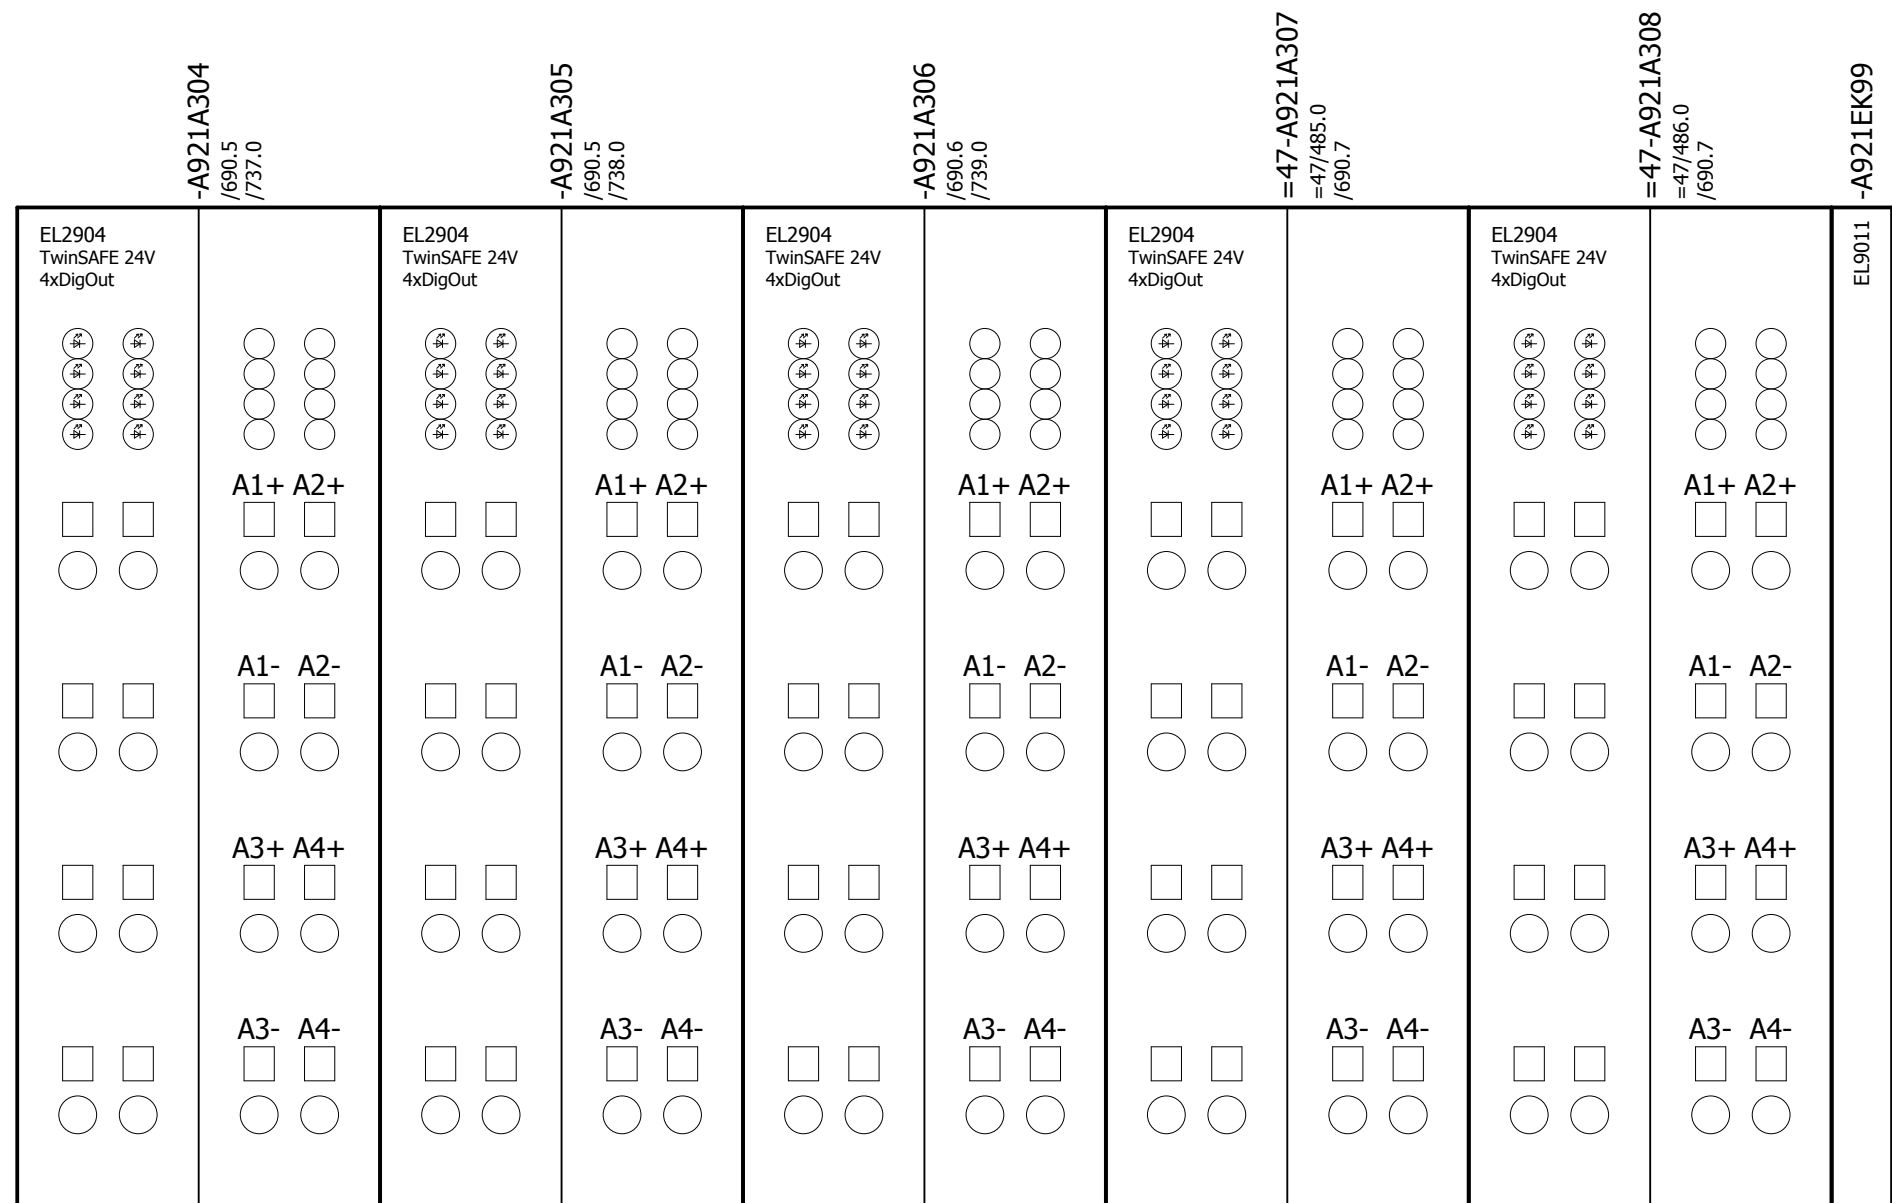 -A921A304
/690.5
/737.0
-A921A305
/690.5
/738.0
-A921A306
/690.6
/739.0
=47-A921A307
=47/485.0
/690.7
=47-A921A308
=47/486.0
/690.7
-A921EK99
EL2904
TwinSAFE 24V
4xDigOut
EL2904
TwinSAFE 24V
4xDigOut
EL2904
TwinSAFE 24V
4xDigOut
EL2904
TwinSAFE 24V
4xDigOut
EL2904
TwinSAFE 24V
4xDigOut
EL9011
A1+ A2+ A1+ A2+ A1+ A2+ A1+ A2+ A1+ A2+
A1- A2- A1- A2- A1- A2- A1- A2- A1- A2-
A3+ A4+ A3+ A4+ A3+ A4+ A3+ A4+ A3+ A4+
A3- A4- A3- A4- A3- A4- A3- A4- A3- A4-